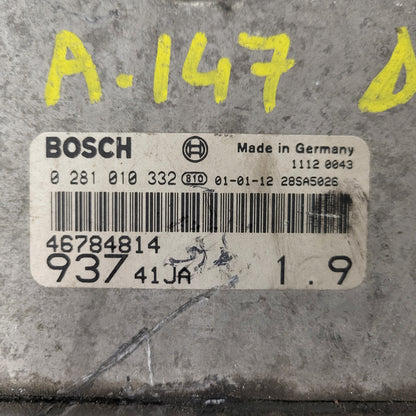 A.147 D
BOSCH Made in Germany
1112 0043
0 281 010 332 810 01-01-12 28SA5026
46784814
937 41JA 1.9